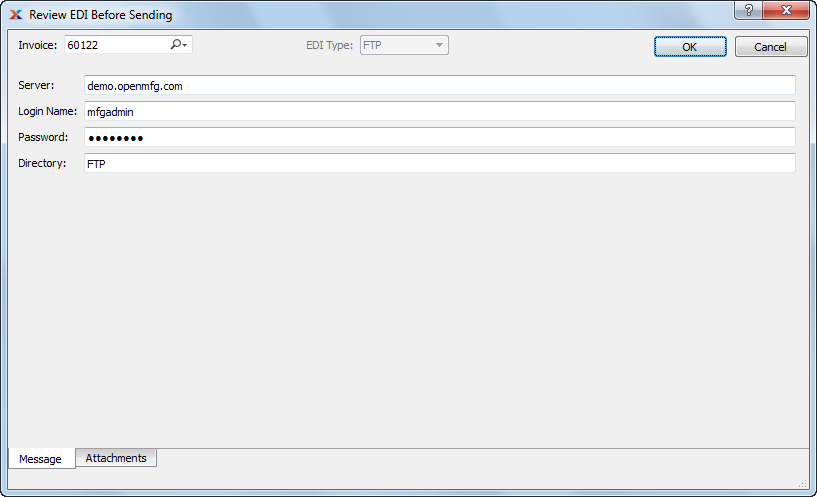 Review EDI Before Sending
Invoice: 60122 EDI Type: FTP OK Cancel
Server: demo.openmfg.com
Login Name: mfgadmin
Password: ●●●●●●●●
Directory: FTP
Message Attachments